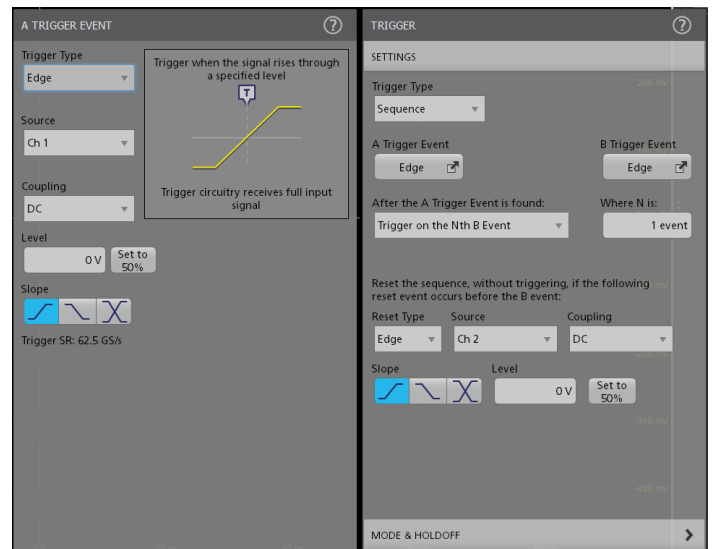 A TRIGGER EVENT
?
Trigger Type
Edge
Trigger when the signal rises through
a specified level
T
Source
Ch 1
Coupling
DC
Trigger circuitry receives full input
signal
Level
0 V
Set to
50%
Slope
Trigger SR: 62.5 GS/s
TRIGGER
?
SETTINGS
200 mV
Trigger Type
Sequence
A Trigger Event
B Trigger Event
Edge
Edge
After the A Trigger Event is found:
Where N is:
Trigger on the Nth B Event
1 event
Reset the sequence, without triggering, if the following
reset event occurs before the B event:
Reset Type
Source
Coupling
Edge
Ch 2
DC
-200 mV
Slope
Level
0 V
Set to
50%
-300 mV
-400 mV
MODE & HOLDOFF